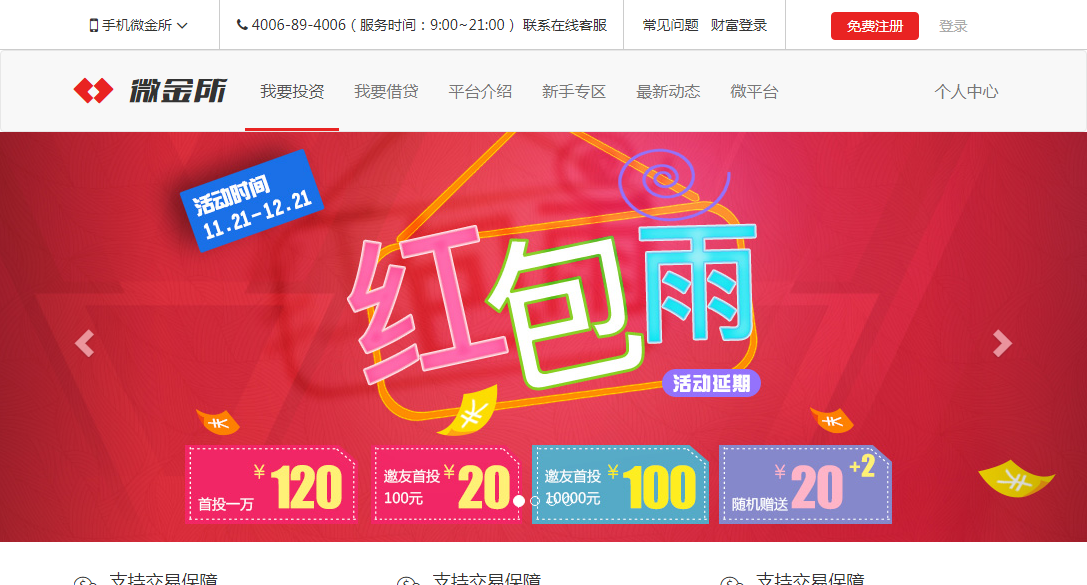 手机微金所
4006-89-4006 ( 服务时间：9:00~21:00 ) 联系在线客服
常见问题 财富登录
免费注册 登录
微金所
我要投资 我要借贷 平台介绍 新手专区 最新动态 微平台 个人中心
活动时间
11.21-12.21
红包雨
活动延期
首投一万 ¥120
邀友首投
100元
¥20
邀友首投
10000元
¥100
随机赠送 ¥20 +2
支持交易保障 支持交易保障 支持交易保障